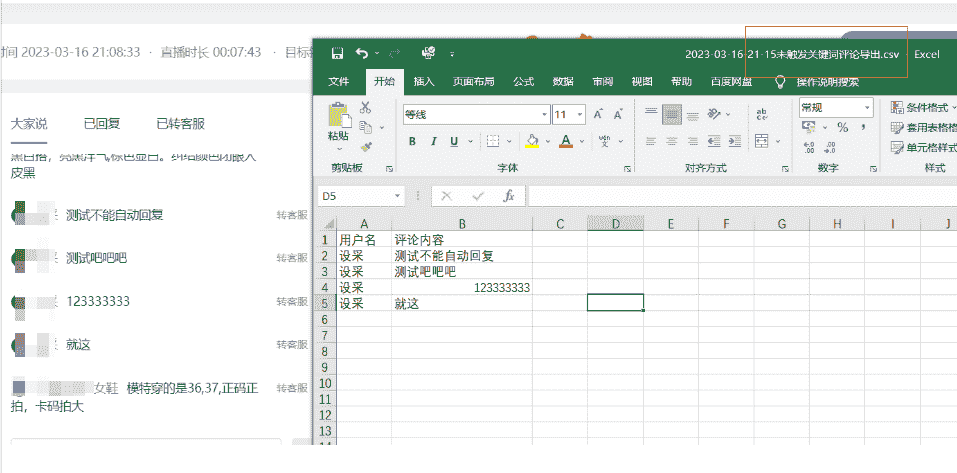 间 2023-03-16 21:08:33 · 直播时长 00:07:43 · 目标
2023-03-16-21-15未触发关键词评论导出.csv - Excel
文件 开始 插入 页面布局 公式 数据 审阅 视图 帮助 百度网盘 操作说明搜索
粘贴
剪贴板
等线 11
B I U
A
字体
对齐方式
常规
%
数字
条件格式
套用表格格
单元格样式
样式
D5
fx
A B C D E F G H I J
1 用户名 评论内容
2 设采 测试不能自动回复
3 设采 测试吧吧吧
4 设采 123333333
5 设采 就这
6
7
8
9
10
11
12
13
大家说 已回复 已转客服
皮黑
测试不能自动回复 转客服
测试吧吧吧 转客服
123333333 转客服
就这 转客服
女鞋 模特穿的是36,37,正码正 转客服
拍，卡码拍大